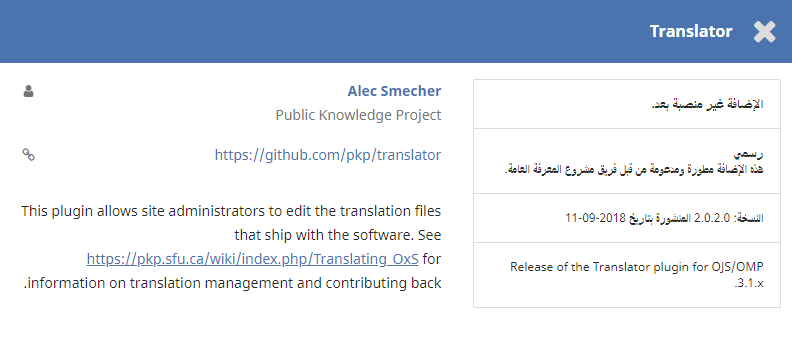 Translator
الإضافة غير منصبة بعد.
رسمي
هذه الإضافة مطورة ومدعومة من قبل فريق مشروع المعرفة العامة.
النسخة: 2.0.2.0 المنشورة بتاريخ 2018-09-11
Release of the Translator plugin for OJS/OMP
3.1.x.
Alec Smecher
Public Knowledge Project
https://github.com/pkp/translator
This plugin allows site administrators to edit the translation files
that ship with the software. See
https://pkp.sfu.ca/wiki/index.php/Translating_OxS for
information on translation management and contributing back.